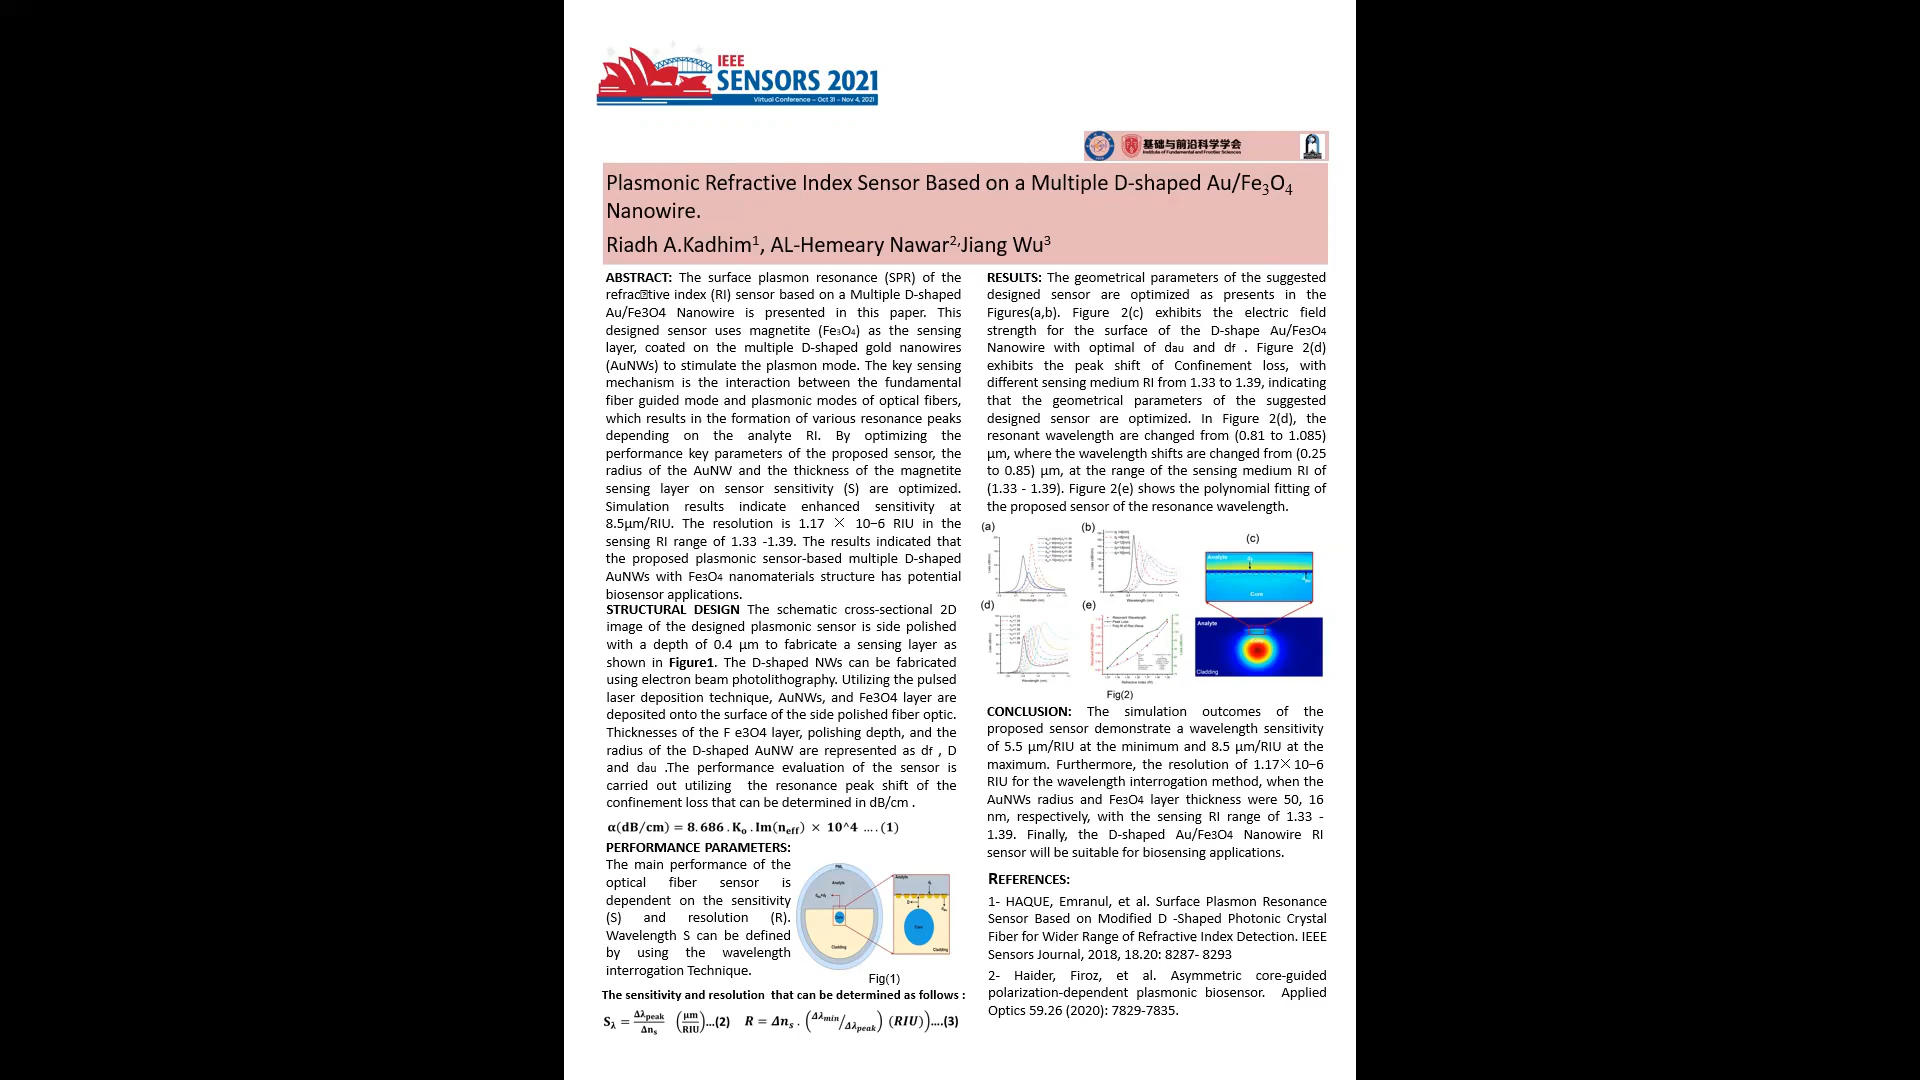 IEEE
SENSORS 2021
Virtual Conference – Oct 31 – Nov 4, 2021
基础与前沿科学学会
Institute of Fundamental and Frontier Sciences
Plasmonic Refractive Index Sensor Based on a Multiple D-shaped Au/Fe₃O₄
Nanowire.
Riadh A.Kadhim¹, AL-Hemeary Nawar²,Jiang Wu³
ABSTRACT: The surface plasmon resonance (SPR) of the
refrac⍰tive index (RI) sensor based on a Multiple D-shaped
Au/Fe3O4 Nanowire is presented in this paper. This
designed sensor uses magnetite (Fe₃O₄) as the sensing
layer, coated on the multiple D-shaped gold nanowires
(AuNWs) to stimulate the plasmon mode. The key sensing
mechanism is the interaction between the fundamental
fiber guided mode and plasmonic modes of optical fibers,
which results in the formation of various resonance peaks
depending on the analyte RI. By optimizing the
performance key parameters of the proposed sensor, the
radius of the AuNW and the thickness of the magnetite
sensing layer on sensor sensitivity (S) are optimized.
Simulation results indicate enhanced sensitivity at
8.5µm/RIU. The resolution is 1.17 × 10−6 RIU in the
sensing RI range of 1.33 -1.39. The results indicated that
the proposed plasmonic sensor-based multiple D-shaped
AuNWs with Fe₃O₄ nanomaterials structure has potential
biosensor applications.
STRUCTURAL DESIGN The schematic cross-sectional 2D
image of the designed plasmonic sensor is side polished
with a depth of 0.4 µm to fabricate a sensing layer as
shown in Figure1. The D-shaped NWs can be fabricated
using electron beam photolithography. Utilizing the pulsed
laser deposition technique, AuNWs, and Fe3O4 layer are
deposited onto the surface of the side polished fiber optic.
Thicknesses of the F e3O4 layer, polishing depth, and the
radius of the D-shaped AuNW are represented as df , D
and dau .The performance evaluation of the sensor is
carried out utilizing the resonance peak shift of the
confinement loss that can be determined in dB/cm .
α(dB/cm) = 8.686 . Kₒ . Im(n_eff) × 10^4 ….(1)
PERFORMANCE PARAMETERS:
The main performance of the
optical fiber sensor is
dependent on the sensitivity
(S) and resolution (R).
Wavelength S can be defined
by using the wavelength
interrogation Technique.
PML
Analyte
Core
Cladding
Analyte
D
Core
Cladding
Fig(1)
The sensitivity and resolution that can be determined as follows :
S_λ = Δλ_peak/Δn_s (µm/RIU)…(2) R = Δn_s . (Δλ_min/Δλ_peak) (RIU))….(3)
RESULTS: The geometrical parameters of the suggested
designed sensor are optimized as presents in the
Figures(a,b). Figure 2(c) exhibits the electric field
strength for the surface of the D-shape Au/Fe₃O₄
Nanowire with optimal of dau and df . Figure 2(d)
exhibits the peak shift of Confinement loss, with
different sensing medium RI from 1.33 to 1.39, indicating
that the geometrical parameters of the suggested
designed sensor are optimized. In Figure 2(d), the
resonant wavelength are changed from (0.81 to 1.085)
µm, where the wavelength shifts are changed from (0.25
to 0.85) µm, at the range of the sensing medium RI of
(1.33 - 1.39). Figure 2(e) shows the polynomial fitting of
the proposed sensor of the resonance wavelength.
(a)
(b)
(c)
Analyte
Core
(d)
(e)
Analyte
Cladding
Fig(2)
CONCLUSION: The simulation outcomes of the
proposed sensor demonstrate a wavelength sensitivity
of 5.5 µm/RIU at the minimum and 8.5 µm/RIU at the
maximum. Furthermore, the resolution of 1.17× 10−6
RIU for the wavelength interrogation method, when the
AuNWs radius and Fe₃O₄ layer thickness were 50, 16
nm, respectively, with the sensing RI range of 1.33 -
1.39. Finally, the D-shaped Au/Fe3O4 Nanowire RI
sensor will be suitable for biosensing applications.
REFERENCES:
1- HAQUE, Emranul, et al. Surface Plasmon Resonance
Sensor Based on Modified D -Shaped Photonic Crystal
Fiber for Wider Range of Refractive Index Detection. IEEE
Sensors Journal, 2018, 18.20: 8287- 8293
2- Haider, Firoz, et al. Asymmetric core-guided
polarization-dependent plasmonic biosensor. Applied
Optics 59.26 (2020): 7829-7835.